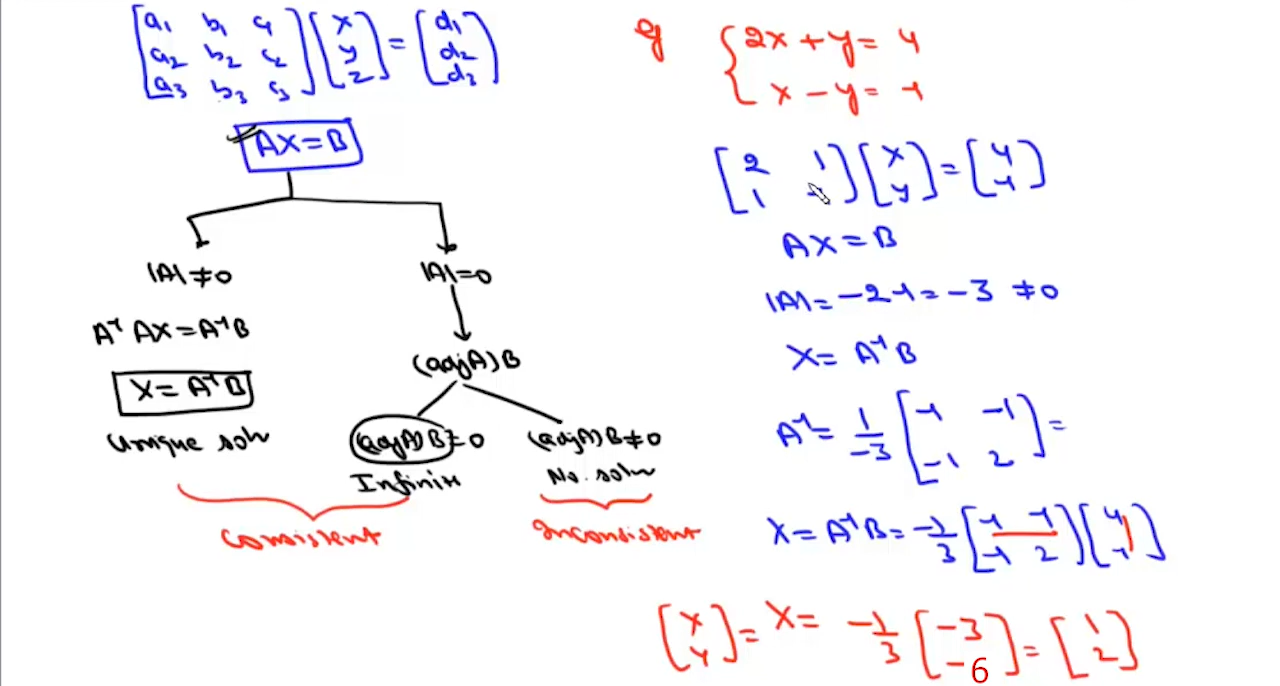 [a₁ b₁ c₁
a₂ b₂ c₂
a₃ b₃ c₃] [x
y
z] = [d₁
d₂
d₃]
AX = B
|A| ≠ 0
|A| = 0
A⁻¹ AX = A⁻¹B
X = A⁻¹B
Unique solⁿ
(adjA)B
(adjA)B = 0
Infinite
(adjA)B ≠ 0
No. solⁿ
Consistent
Inconsistent
eg
{ 2x + y = 4
x − y = −1
[2 1
1 −1] [x
y] = [4
−1]
AX = B
|A| = −2−1 = −3 ≠ 0
X = A⁻¹B
A⁻¹ = 1/−3 [−1 −1
−1 2] =
X = A⁻¹B = −1/3 [−1 −1
−1 2] [4
−1]
[x
y] = X = −1/3 [−3
−6] = [1
2]